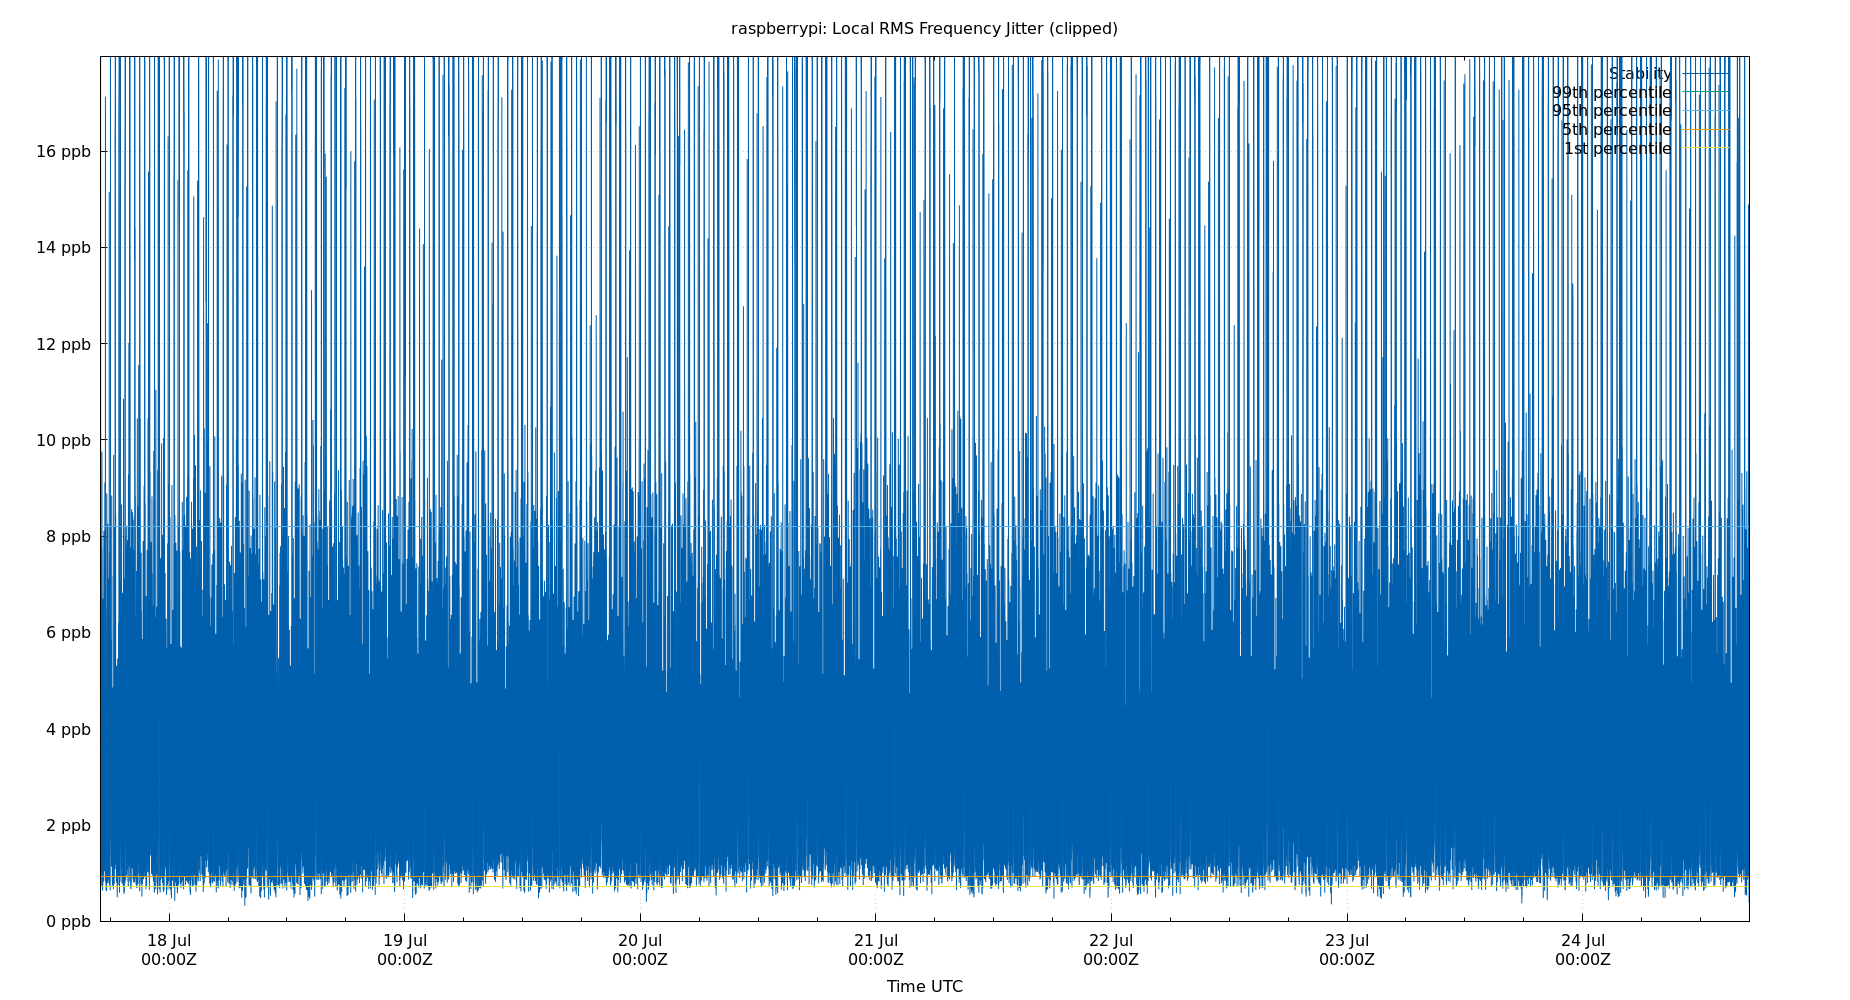 raspberrypi: Local RMS Frequency Jitter (clipped)
Stability
99th percentile
95th percentile
5th percentile
1st percentile
16 ppb
14 ppb
12 ppb
10 ppb
8 ppb
6 ppb
4 ppb
2 ppb
0 ppb
18 Jul 19 Jul 20 Jul 21 Jul 22 Jul 23 Jul 24 Jul
00:00Z 00:00Z 00:00Z 00:00Z 00:00Z 00:00Z 00:00Z
Time UTC